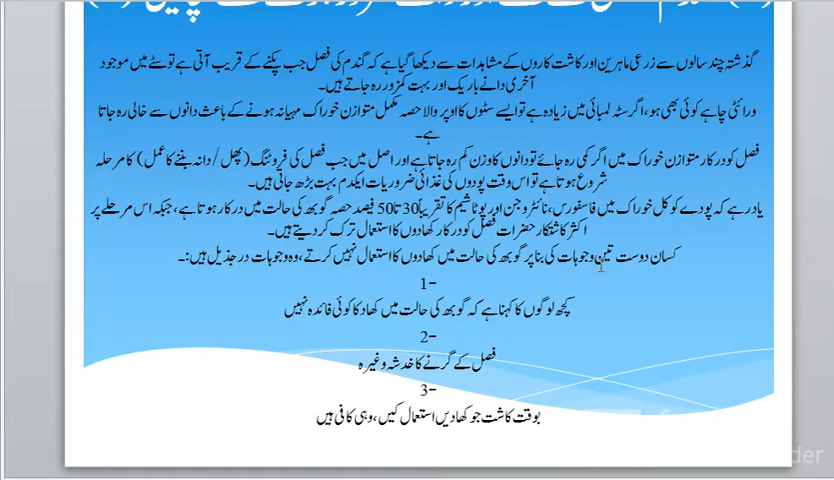 گذشتہ چند سالوں سے زرعی ماہرین اور کاشت کاروں کے مشاہدات سے دیکھا گیا ہے کہ گندم کی فصل جب پکنے کے قریب آتی ہے تو سٹے میں موجود
آخری دانے باریک اور بہت کمزور رہ جاتے ہیں۔
ورائٹی چاہے کوئی بھی ہو، اگر سٹہ لمبائی میں زیادہ ہے تو ایسے سٹوں کا اوپر والا حصہ مکمل متوازن خوراک مہیا نہ ہونے کے باعث دانوں سے خالی رہ جاتا
ہے۔
فصل کو درکار متوازن خوراک میں اگر کمی رہ جائے تو دانوں کا وزن کم رہ جاتا ہے اور اصل میں جب فصل کی فروٹنگ (پھل/دانہ بننے کا عمل) کا مرحلہ
شروع ہوتا ہے تو اس وقت پودوں کی غذائی ضروریات ایکدم بہت بڑھ جاتی ہیں۔
یاد رہے کہ پودے کو کل خوراک میں فاسفورس، نائٹروجن اور پوٹاشیم کا تقریباً 30 تا 50 فیصد حصہ گوبھ کی حالت میں درکار ہوتا ہے، جبکہ اس مرحلے پر
اکثر کاشتکار حضرات فصل کو درکار کھادوں کا استعمال ترک کر دیتے ہیں۔
کسان دوست تین وجوہات کی بنا پر گوبھ کی حالت میں کھادوں کا استعمال نہیں کرتے، وہ وجوہات درجذیل ہیں:۔
1-
کچھ لوگوں کا کہنا ہے کہ گوبھ کی حالت میں کھاد کا کوئی فائدہ نہیں
2-
فصل کے گرنے کا خدشہ وغیرہ
3-
بوقت کاشت جو کھادیں استعمال کیں، وہی کافی ہیں